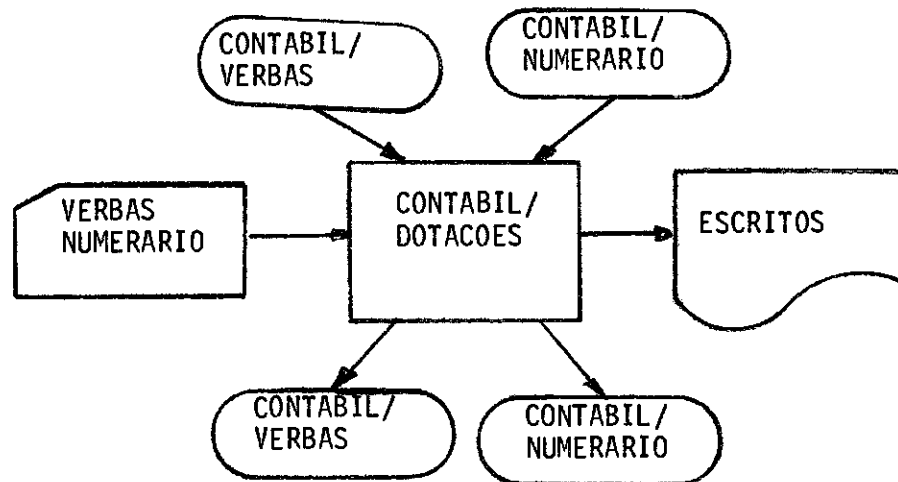 CONTABIL/
VERBAS
CONTABIL/
NUMERARIO
VERBAS
NUMERARIO
CONTABIL/
DOTACOES
ESCRITOS
CONTABIL/
VERBAS
CONTABIL/
NUMERARIO